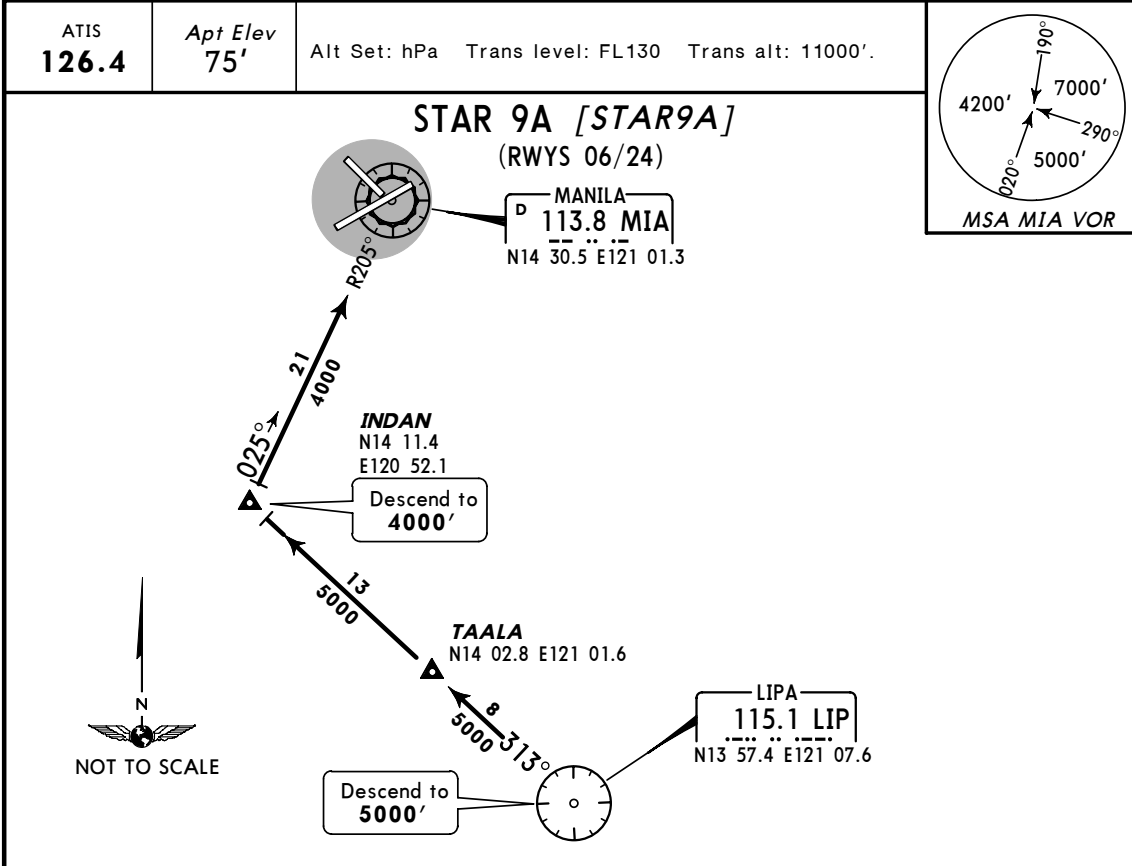 ATIS
126.4
Apt Elev
75'
Alt Set: hPa Trans level: FL130 Trans alt: 11000'.
190°
7000'
4200'
290°
5000'
020°
MSA MIA VOR
STAR 9A [STAR9A]
(RWYS 06/24)
MANILA
D 113.8 MIA
N14 30.5 E121 01.3
R205°
21
4000
025°
INDAN
N14 11.4
E120 52.1
Descend to
4000'
13
5000
TAALA
N14 02.8 E121 01.6
8
5000
313°
LIPA
115.1 LIP
N13 57.4 E121 07.6
Descend to
5000'
N
NOT TO SCALE